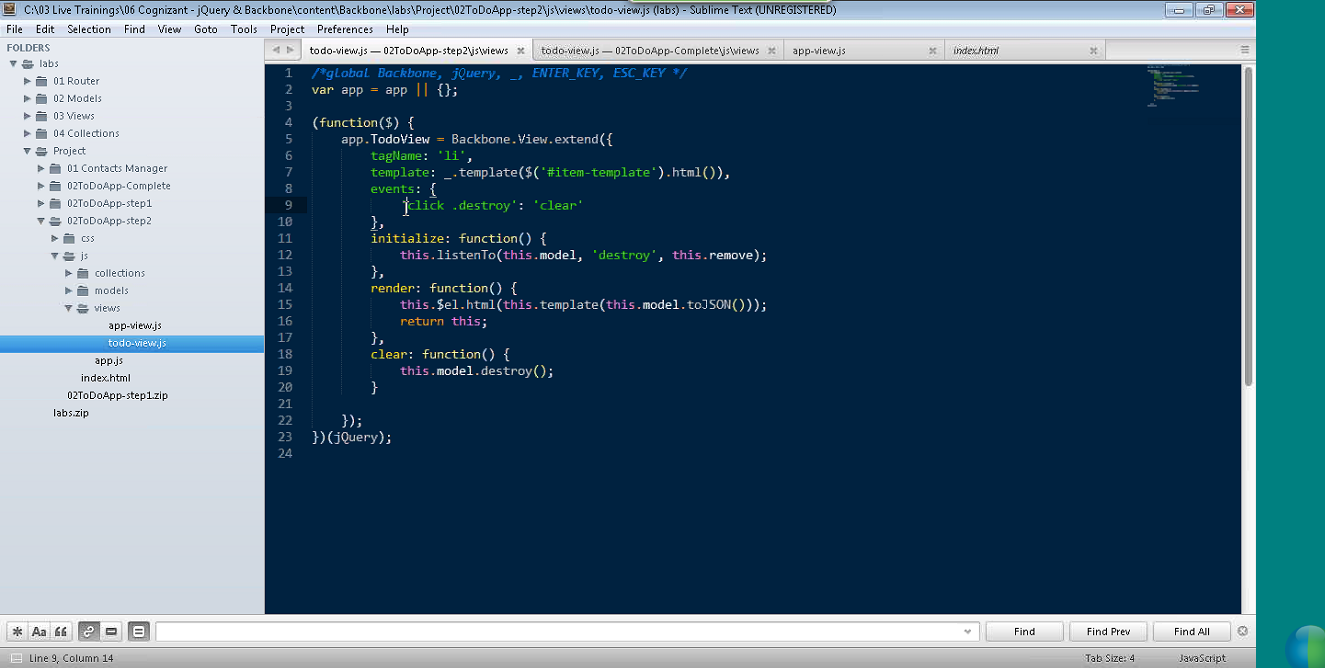 C:\03 Live Trainings\06 Cognizant - jQuery & Backbone\content\Backbone\labs\Project\02ToDoApp-step2\js\views\todo-view.js (labs) - Sublime Text (UNREGISTERED)
File Edit Selection Find View Goto Tools Project Preferences Help
FOLDERS
labs
01 Router
02 Models
03 Views
04 Collections
Project
01 Contacts Manager
02ToDoApp-Complete
02ToDoApp-step1
02ToDoApp-step2
css
js
collections
models
views
app-view.js
todo-view.js
app.js
index.html
02ToDoApp-step1.zip
labs.zip
todo-view.js — 02ToDoApp-step2\js\views
todo-view.js — 02ToDoApp-Complete\js\views
app-view.js
index.html
1 /*global Backbone, jQuery, _, ENTER_KEY, ESC_KEY */
2 var app = app || {};
3
4 (function($) {
5 app.TodoView = Backbone.View.extend({
6 tagName: 'li',
7 template: _.template($('#item-template').html()),
8 events: {
9 'click .destroy': 'clear'
10 },
11 initialize: function() {
12 this.listenTo(this.model, 'destroy', this.remove);
13 },
14 render: function() {
15 this.$el.html(this.template(this.model.toJSON()));
16 return this;
17 },
18 clear: function() {
19 this.model.destroy();
20 }
21
22 });
23 })(jQuery);
24
Aa
Find
Find Prev
Find All
Line 9, Column 14
Tab Size: 4
JavaScript